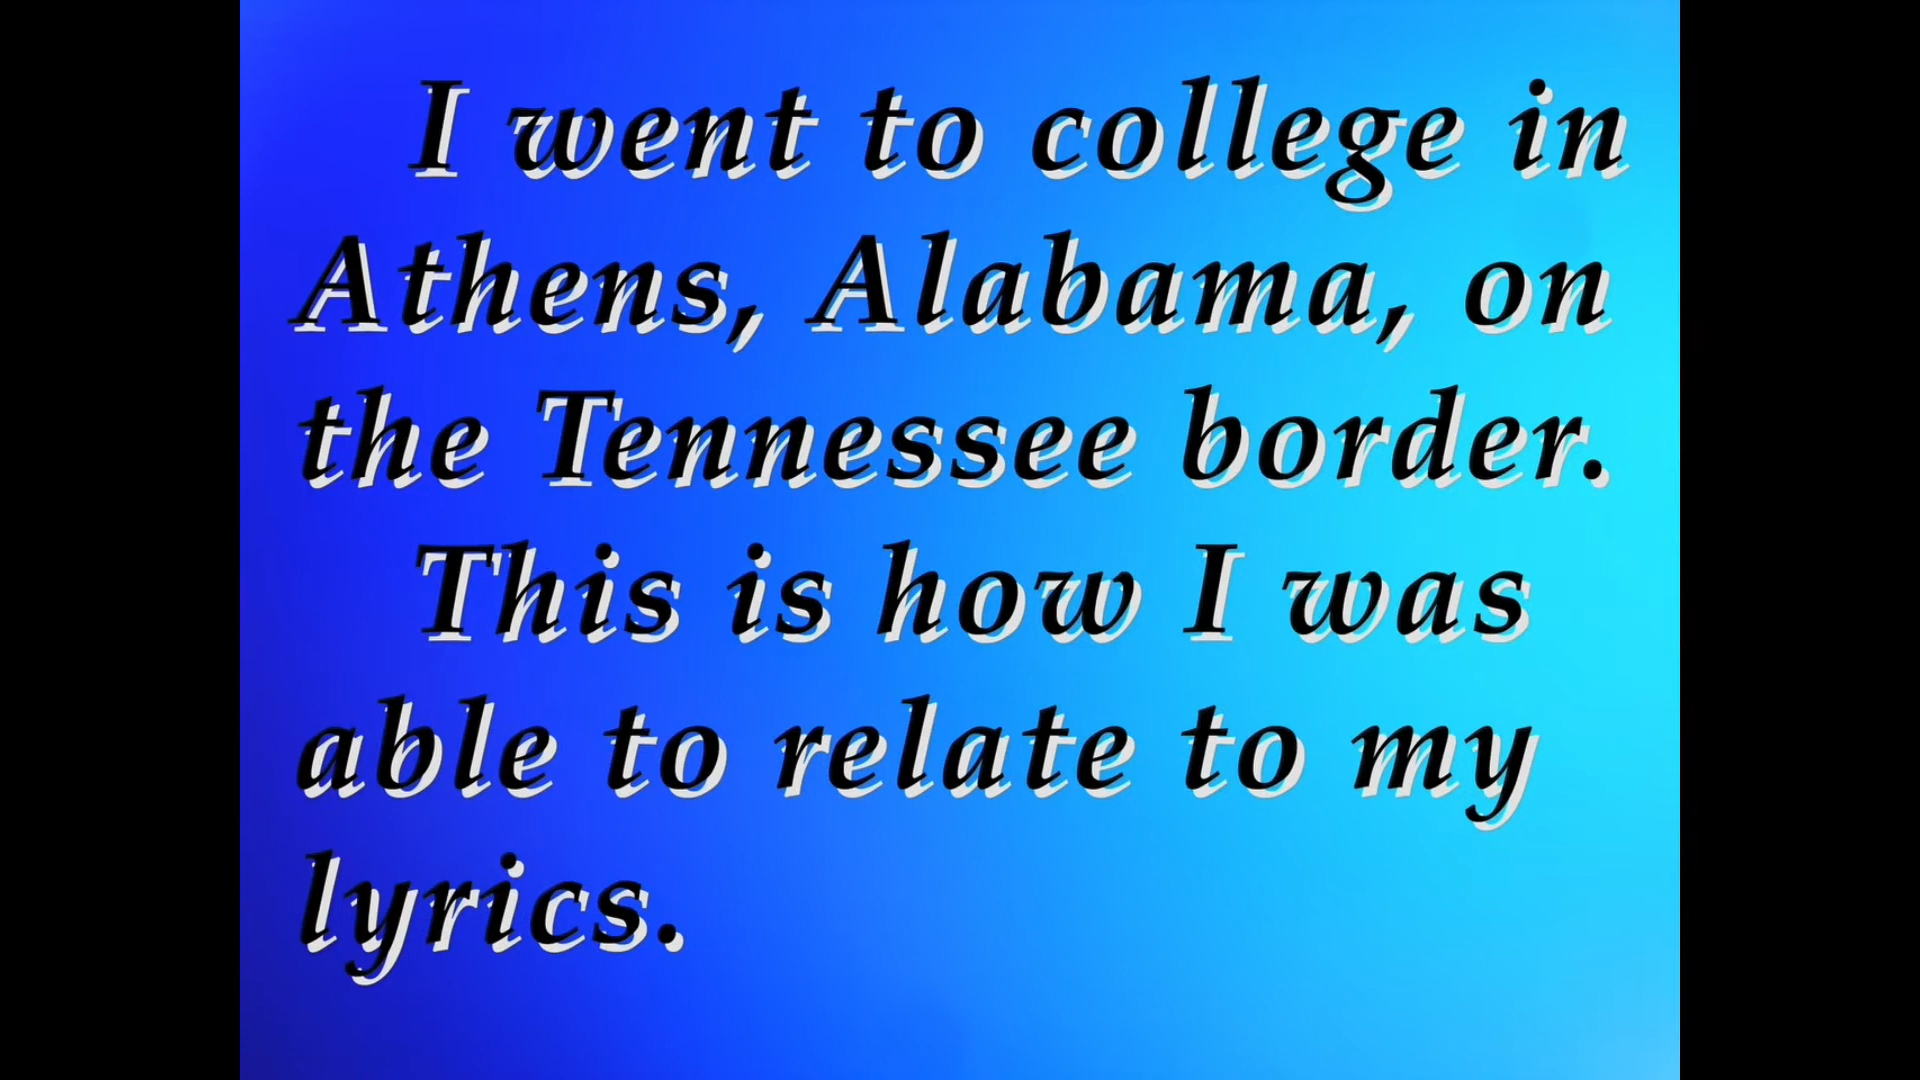 I went to college in
Athens, Alabama, on
the Tennessee border.
This is how I was
able to relate to my
lyrics.